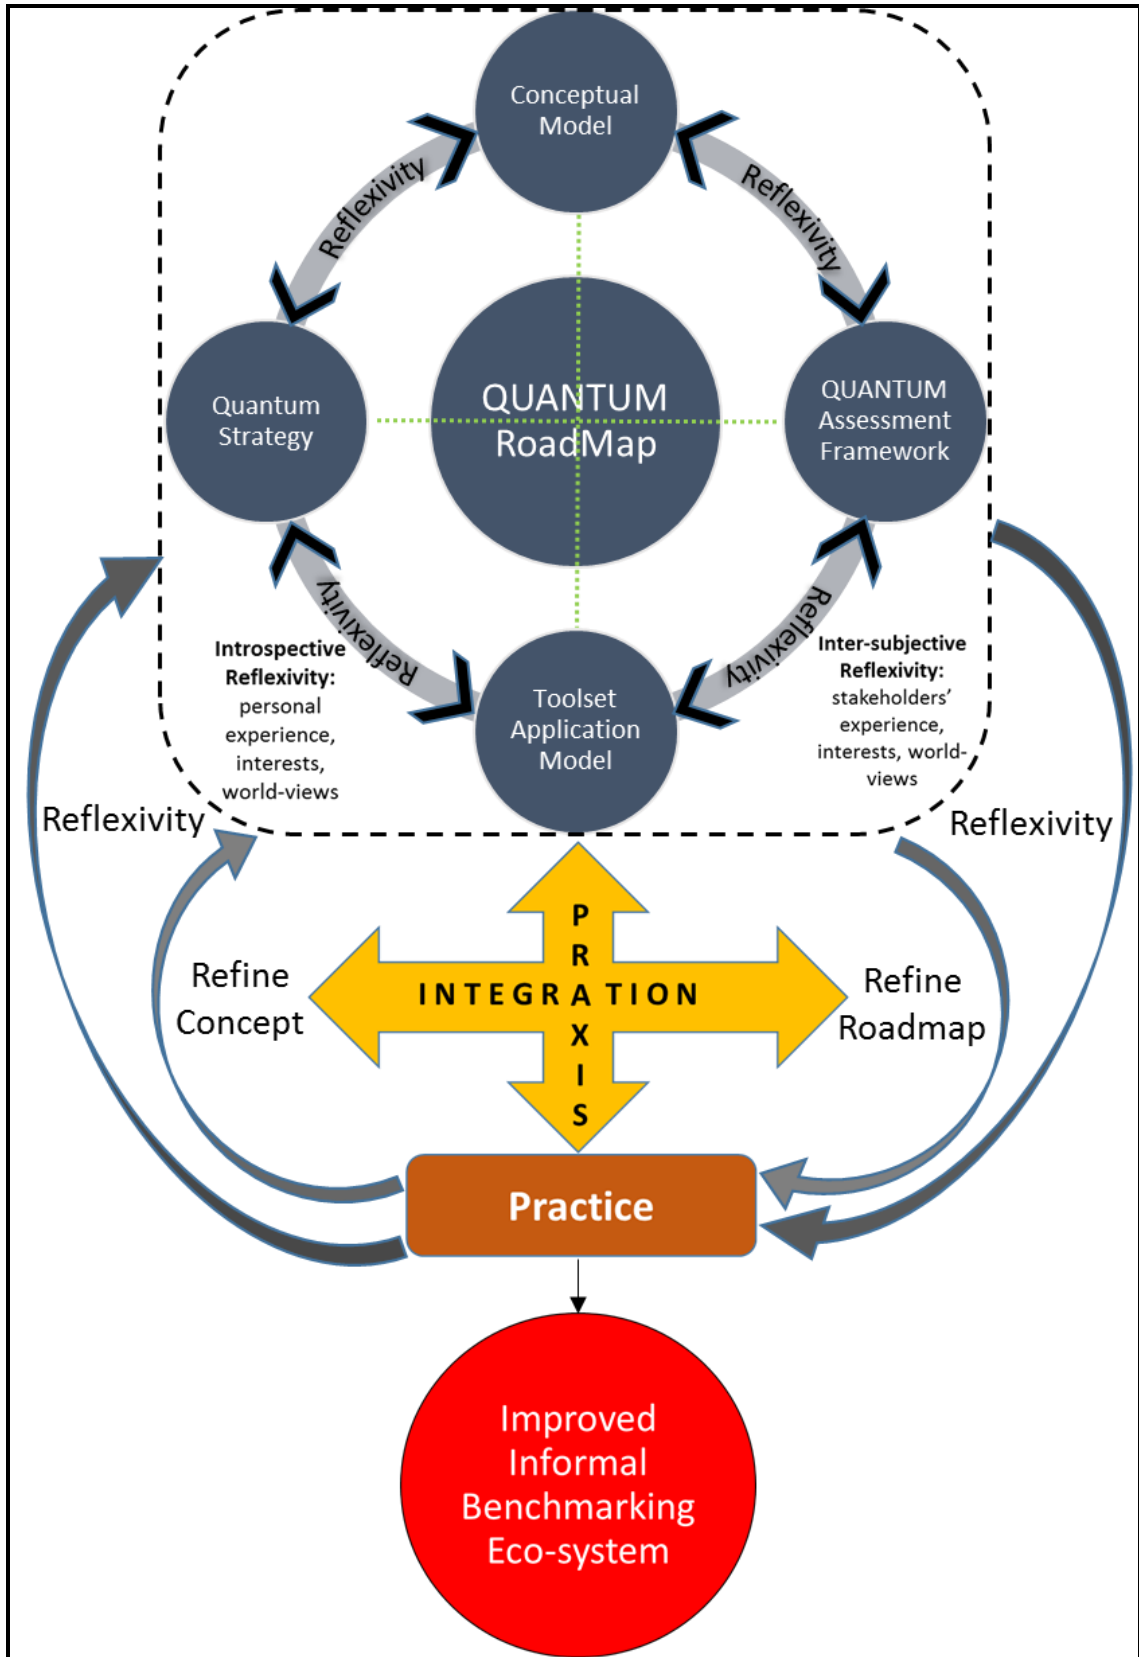 Conceptual
Model
Reflexivity
Reflexivity
Quantum
Strategy
QUANTUM
RoadMap
QUANTUM
Assessment
Framework
Reflexivity
Reflexivity
Introspective
Reflexivity:
personal
experience,
interests,
world-views
Inter-subjective
Reflexivity:
stakeholders’
experience,
interests, world-
views
Toolset
Application
Model
Reflexivity
Reflexivity
PRAXIS
INTEGRATION
Refine
Concept
Refine
Roadmap
Practice
Improved
Informal
Benchmarking
Eco-system